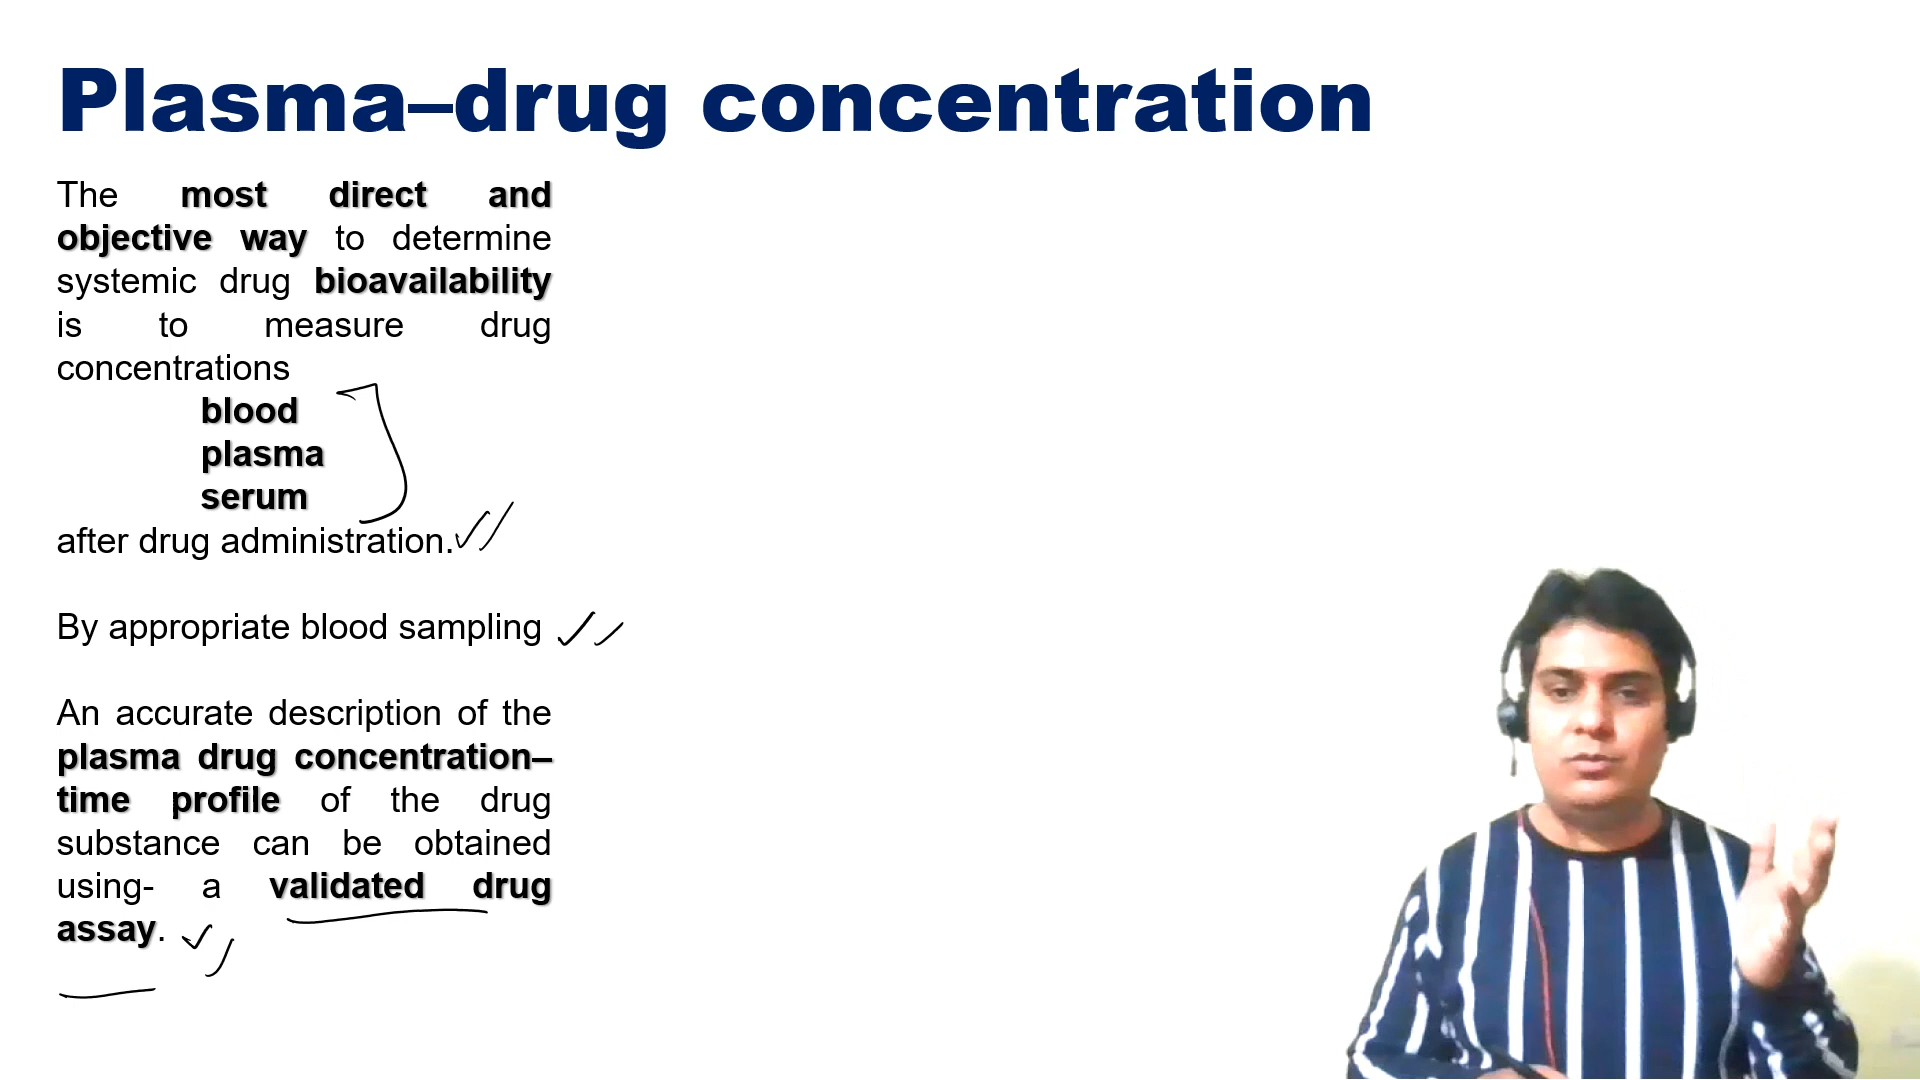 Plasma–drug concentration
The most direct and
objective way to determine
systemic drug bioavailability
is to measure drug
concentrations
blood
plasma
serum
after drug administration.
By appropriate blood sampling
An accurate description of the
plasma drug concentration–
time profile of the drug
substance can be obtained
using- a validated drug
assay.